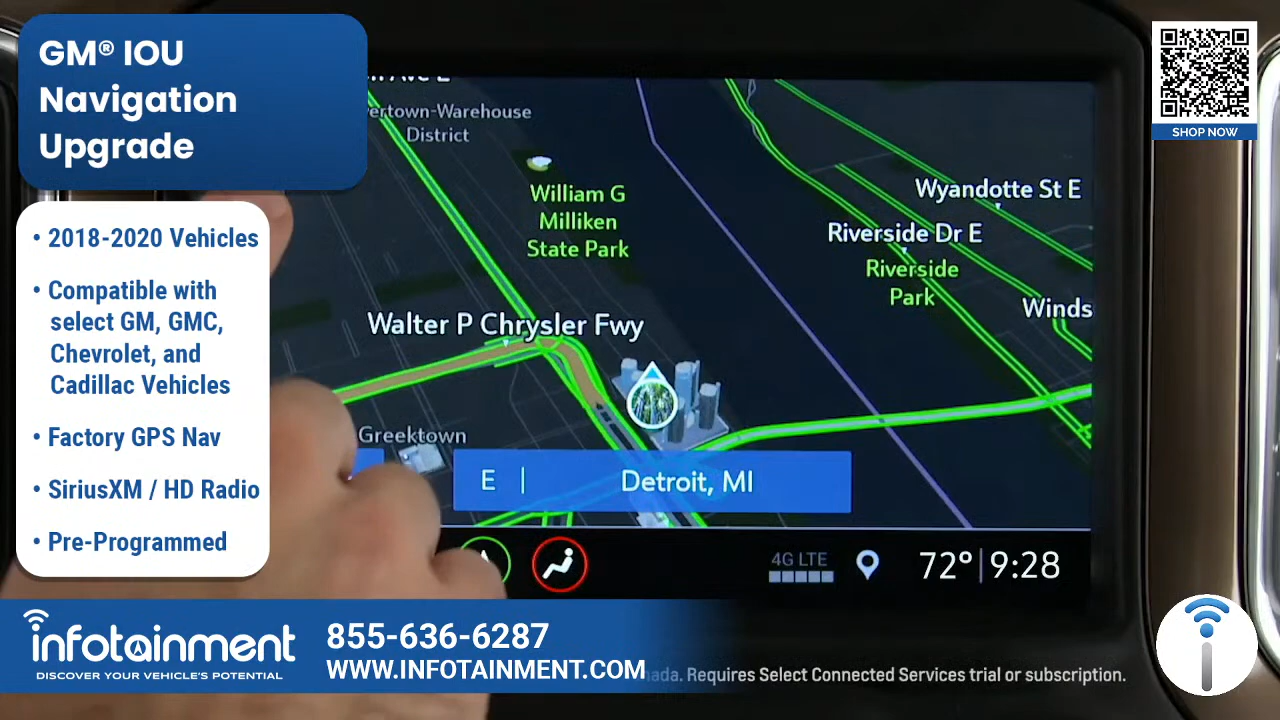 GM® IOU
Navigation
Upgrade
• 2018-2020 Vehicles
• Compatible with
select GM, GMC,
Chevrolet, and
Cadillac Vehicles
• Factory GPS Nav
• SiriusXM / HD Radio
• Pre-Programmed
SHOP NOW
District
William G
Milliken
State Park
Wyandotte St E
Riverside Dr E
Riverside
Park
Winds
Walter P Chrysler Fwy
Greektown
E | Detroit, MI
4G LTE
72° | 9:28
infotainment
DISCOVER YOUR VEHICLE'S POTENTIAL
855-636-6287
WWW.INFOTAINMENT.COM
Requires Select Connected Services trial or subscription.